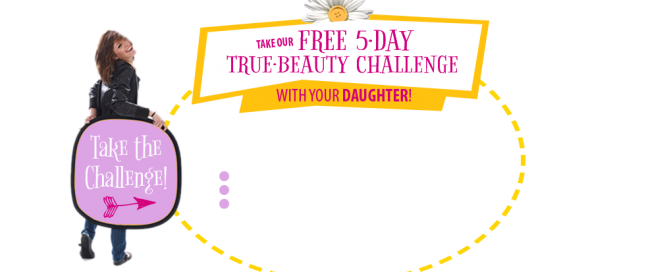 TAKE OUR FREE 5-DAY
TRUE-BEAUTY CHALLENGE
WITH YOUR DAUGHTER!
Take the
Challenge!